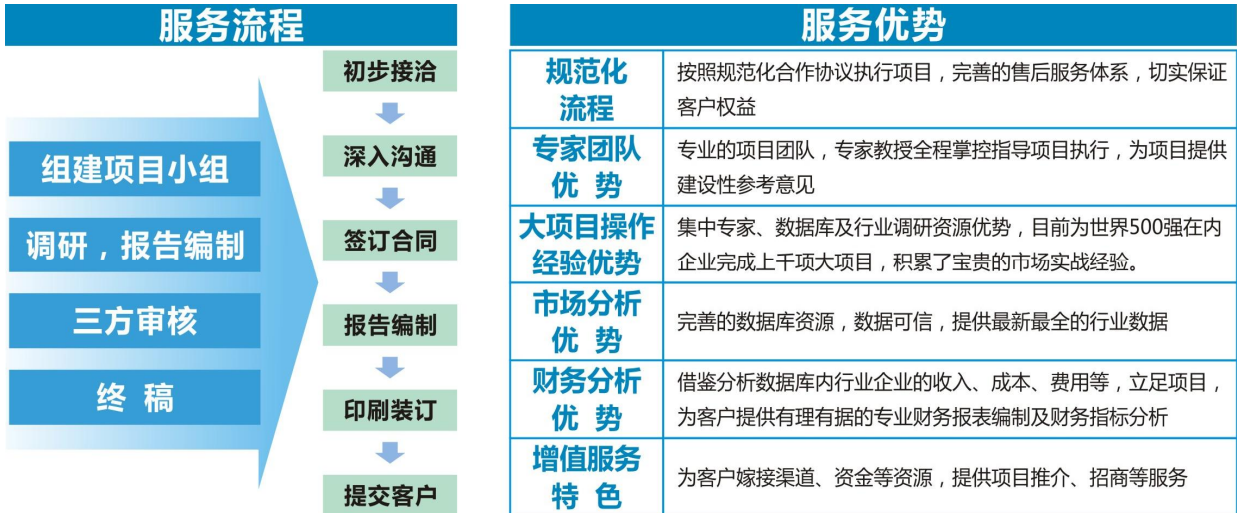 服务流程
组建项目小组
调研，报告编制
三方审核
终 稿
初步接洽
深入沟通
签订合同
报告编制
印刷装订
提交客户
服务优势
规范化
流程
按照规范化合作协议执行项目，完善的售后服务体系，切实保证
客户权益
专家团队
优 势
专业的项目团队，专家教授全程掌控指导项目执行，为项目提供
建设性参考意见
大项目操作
经验优势
集中专家、数据库及行业调研资源优势，目前为世界500强在内
企业完成上千项大项目，积累了宝贵的市场实战经验。
市场分析
优 势
完善的数据库资源，数据可信，提供最新最全的行业数据
财务分析
优 势
借鉴分析数据库内行业企业的收入、成本、费用等，立足项目，
为客户提供有理有据的专业财务报表编制及财务指标分析
增值服务
特 色
为客户嫁接渠道、资金等资源，提供项目推介、招商等服务